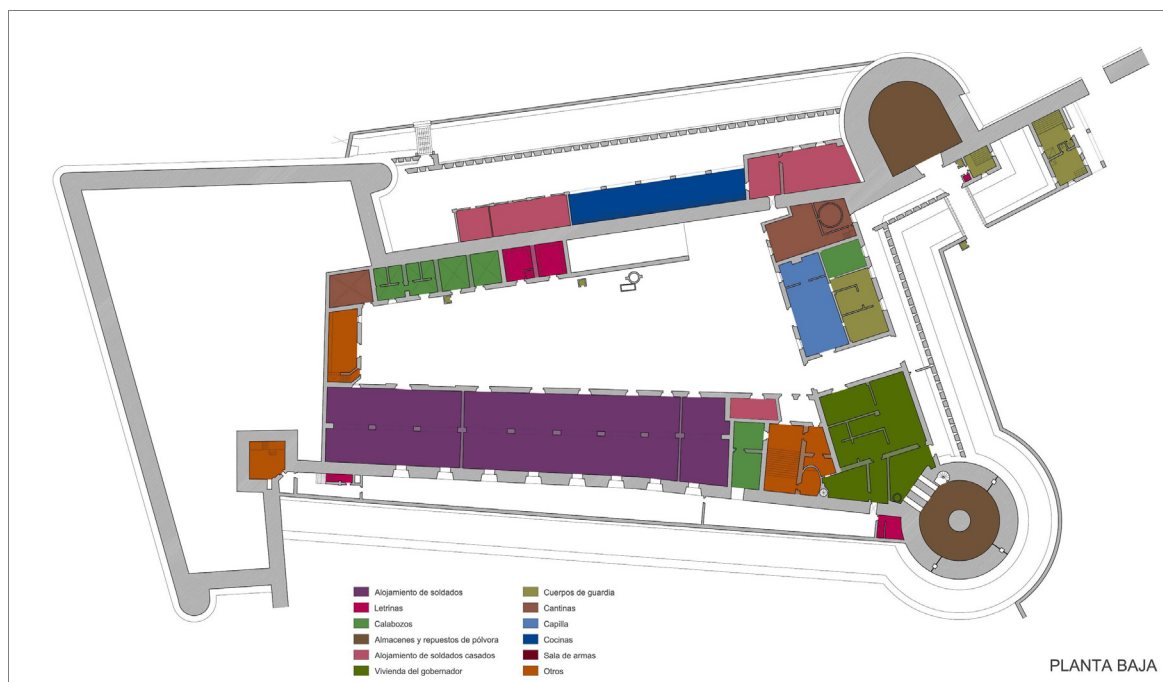 Alojamiento de soldados
Letrinas
Calabozos
Almacenes y repuestos de pólvora
Alojamiento de soldados casados
Vivienda del gobernador
Cuerpos de guardia
Cantinas
Capilla
Cocinas
Sala de armas
Otros
PLANTA BAJA